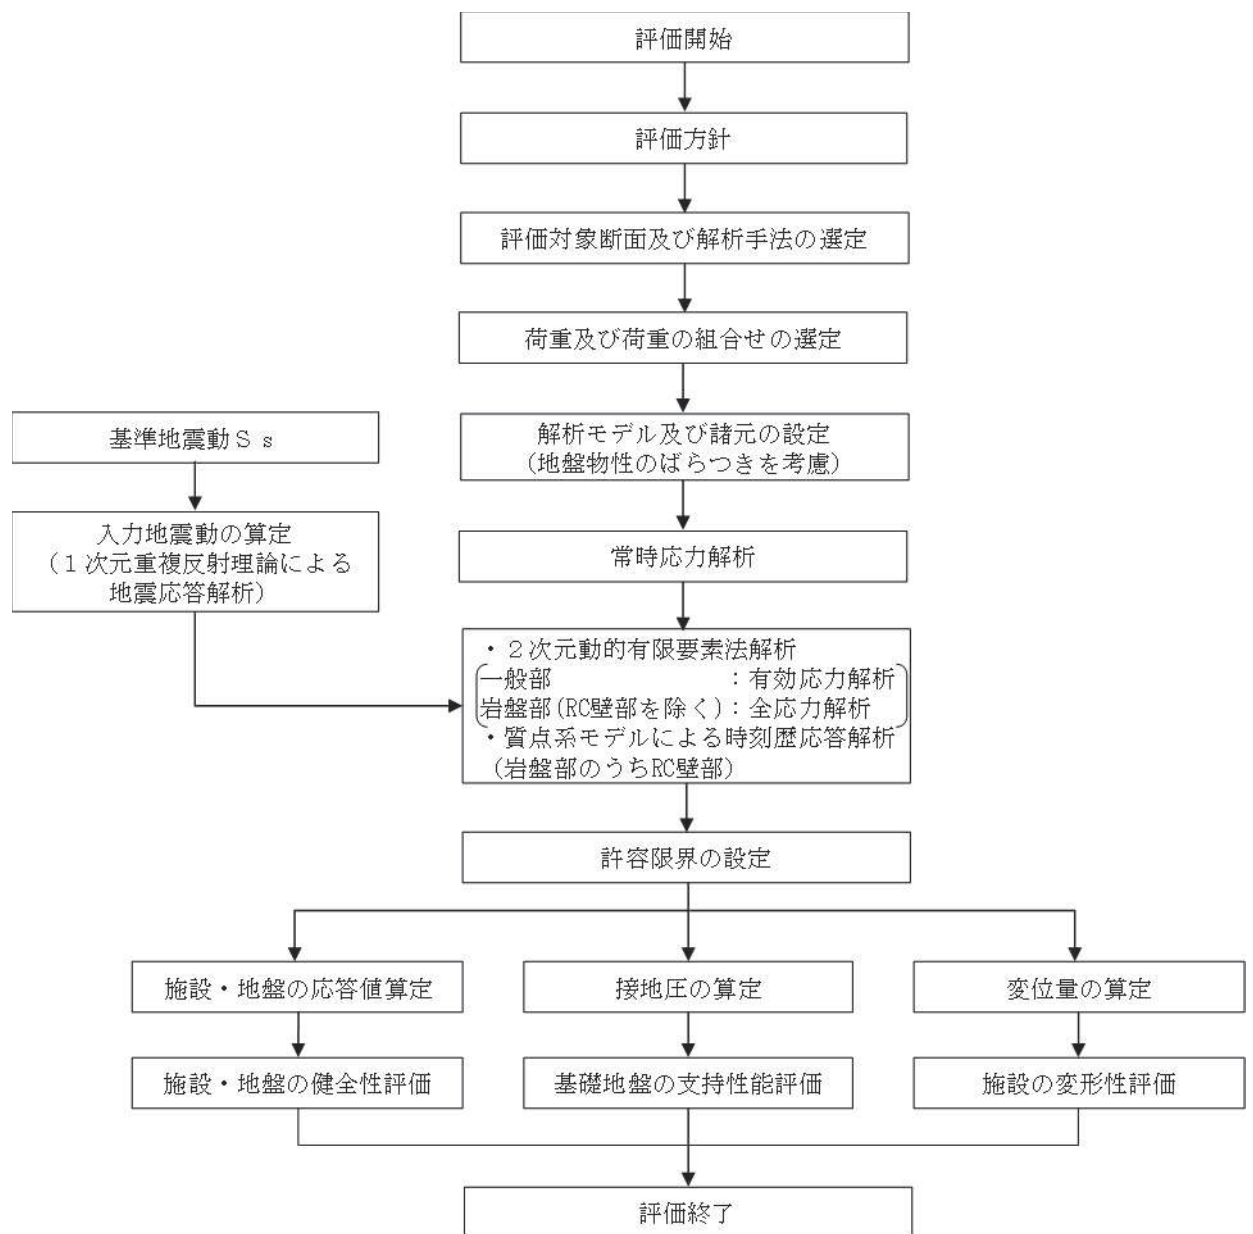 評価開始
評価方針
評価対象断面及び解析手法の選定
荷重及び荷重の組合せの選定
基準地震動Ｓｓ
解析モデル及び諸元の設定
(地盤物性のばらつきを考慮)
入力地震動の算定
(１次元重複反射理論による
地震応答解析)
常時応力解析
・２次元動的有限要素法解析
一般部　　　　　　　　：有効応力解析
岩盤部(RC壁部を除く)：全応力解析
・質点系モデルによる時刻歴応答解析
(岩盤部のうちRC壁部)
許容限界の設定
施設・地盤の応答値算定
接地圧の算定
変位量の算定
施設・地盤の健全性評価
基礎地盤の支持性能評価
施設の変形性評価
評価終了